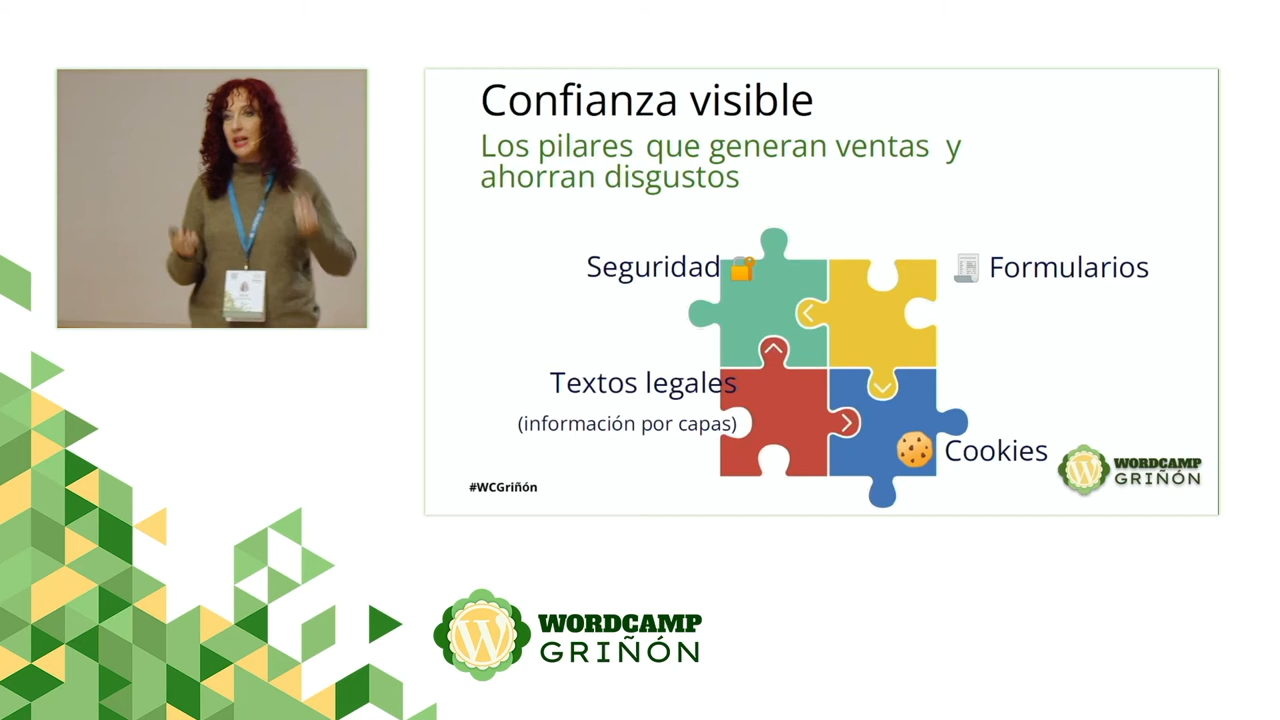 Confianza visible
Los pilares que generan ventas y
ahorran disgustos
Seguridad
Formularios
Textos legales
(información por capas)
Cookies
WORDCAMP
GRIÑÓN
#WCGriñón
WORDCAMP
GRIÑÓN